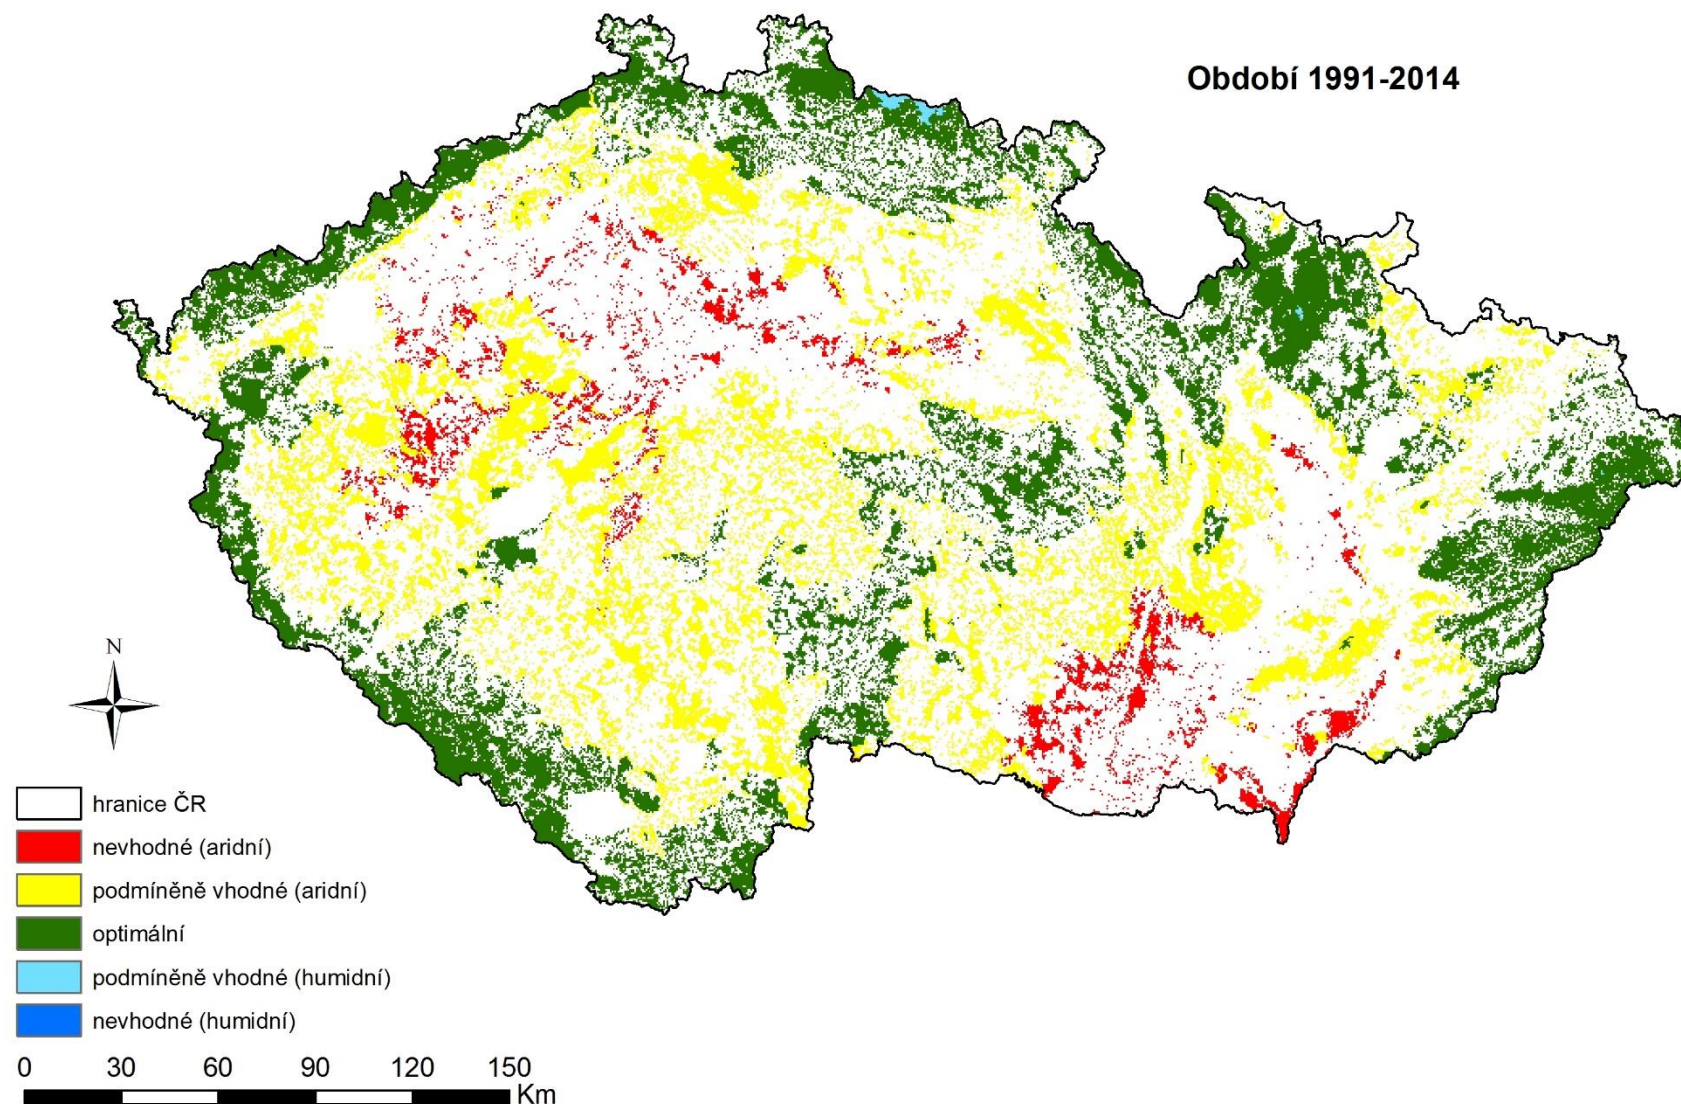 Období 1991-2014
N
hranice ČR
nevhodné (aridní)
podmíněně vhodné (aridní)
optimální
podmíněně vhodné (humidní)
nevhodné (humidní)
0 30 60 90 120 150
Km